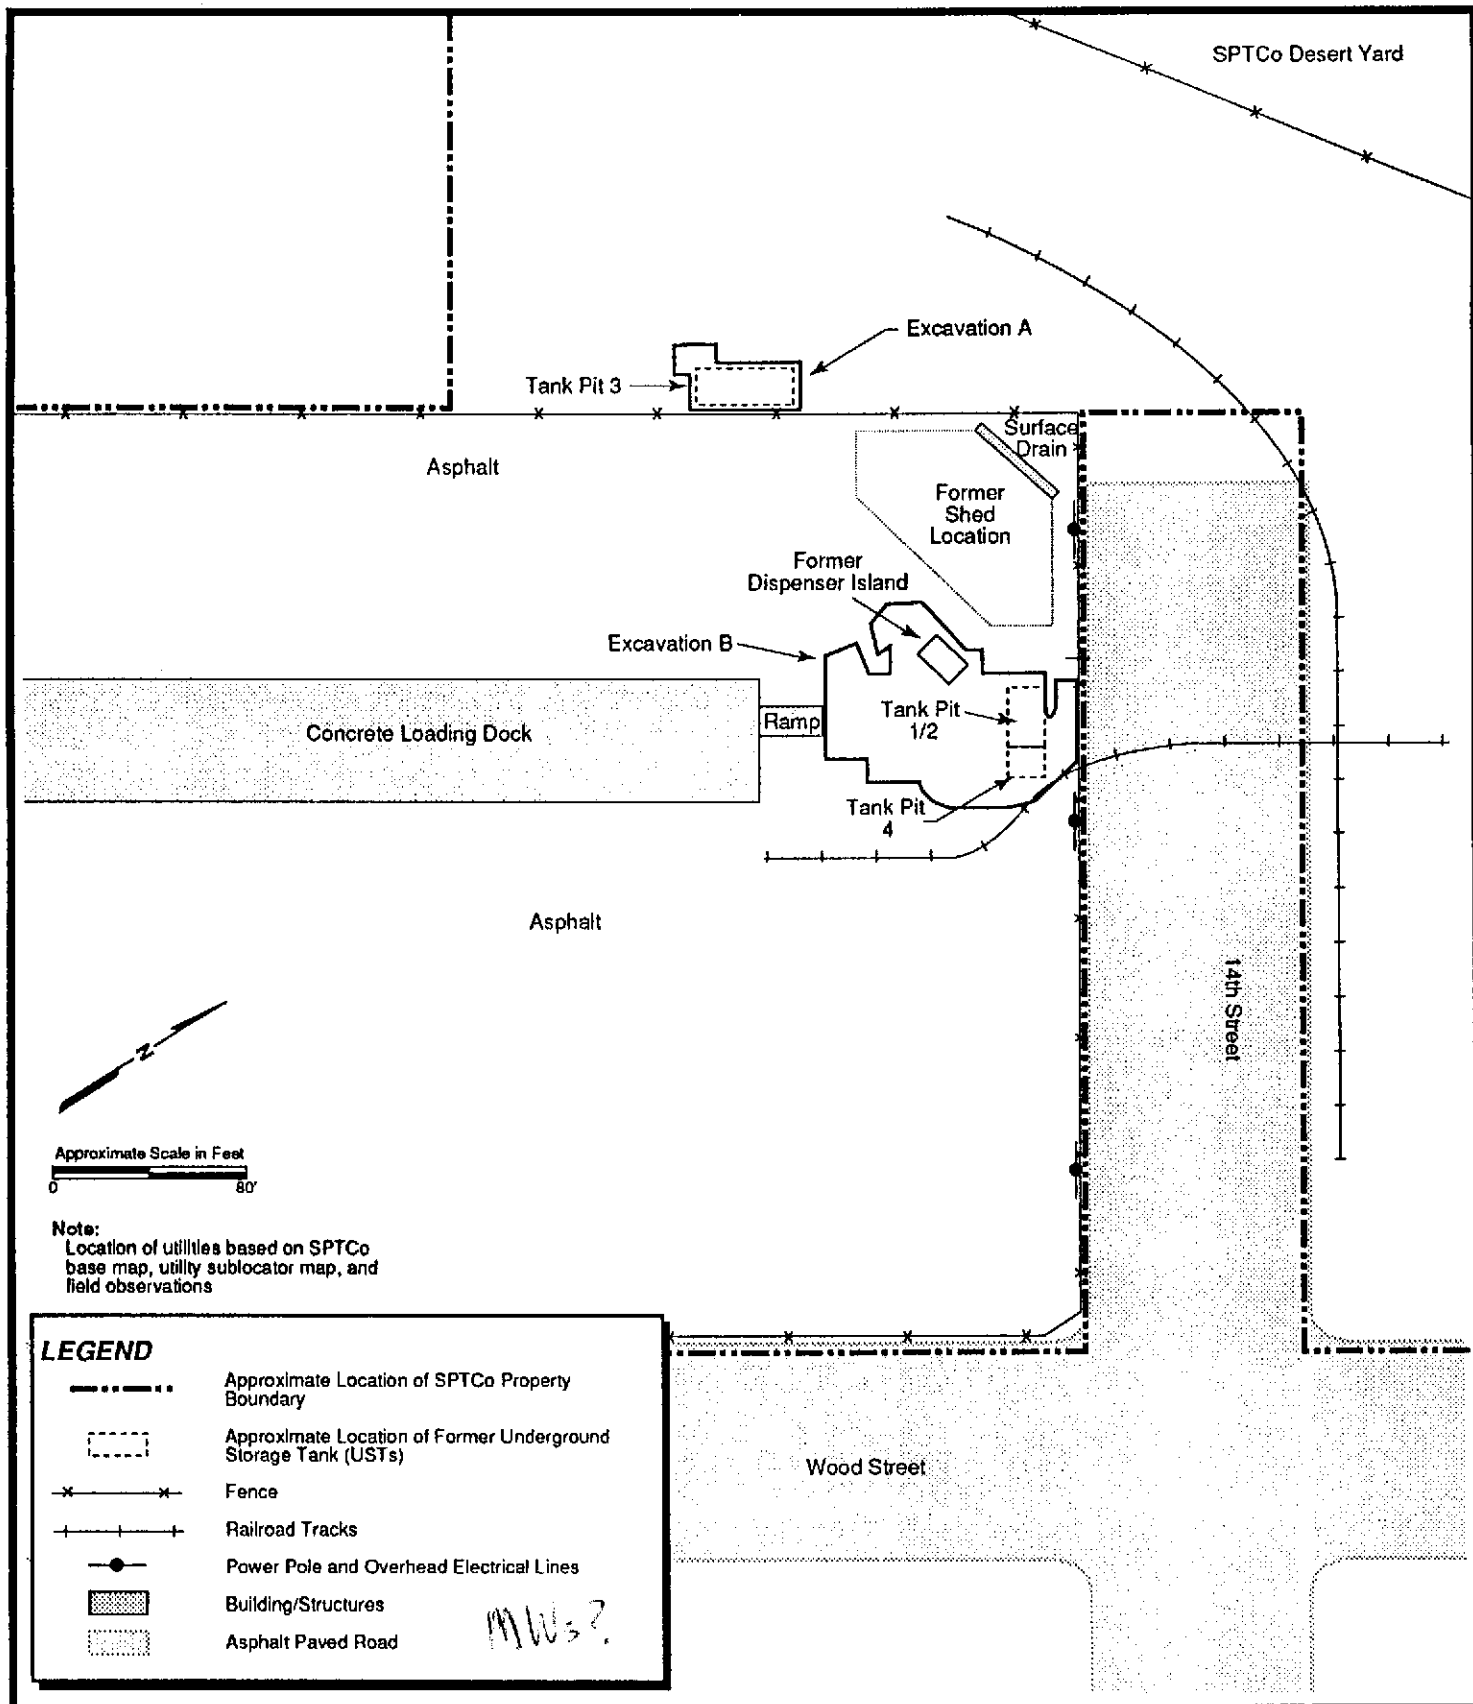 SPTCo Desert Yard
Excavation A
Tank Pit 3
Surface
Drain
Asphalt
Former
Shed
Location
Former
Dispenser Island
Excavation B
Tank Pit
1/2
Ramp
Concrete Loading Dock
Tank Pit
4
Asphalt
14th Street
N
Approximate Scale in Feet
0 80'
Note:
Location of utilities based on SPTCo
base map, utility sublocator map, and
field observations
LEGEND
Approximate Location of SPTCo Property
Boundary
Approximate Location of Former Underground
Storage Tank (USTs)
Fence
Railroad Tracks
Power Pole and Overhead Electrical Lines
Building/Structures
Asphalt Paved Road
MWs?
Wood Street